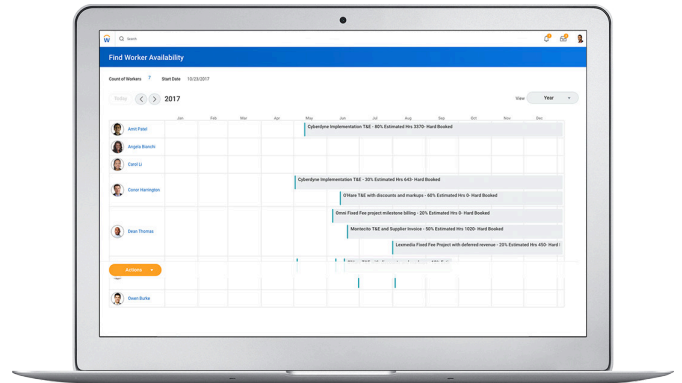 W
Search
Find Worker Availability
Count of Workers 7 Start Date 10/23/2017
Today 2017 View Year
Jan Feb Mar Apr May Jun Jul Aug Sep Oct Nov Dec
Amit Patel Cyberdyne Implementation T&E - 80% Estimated Hrs 3370- Hard Booked
Angela Bianchi
Carol Li
Cyberdyne Implementation T&E - 20% Estimated Hrs 643- Hard Booked
Conor Harrington
O'Hare T&E with discounts and markups - 60% Estimated Hrs 0- Hard Booked
Omni Fixed Fee project milestone billing - 20% Estimated Hrs 0- Hard Booked
Dean Thomas Montecito T&E and Supplier Invoice - 50% Estimated Hrs 1020- Hard Booked
Lexmedia Fixed Fee Project with deferred revenue - 20% Estimated Hrs 450- Hard
Actions
Owen Burke